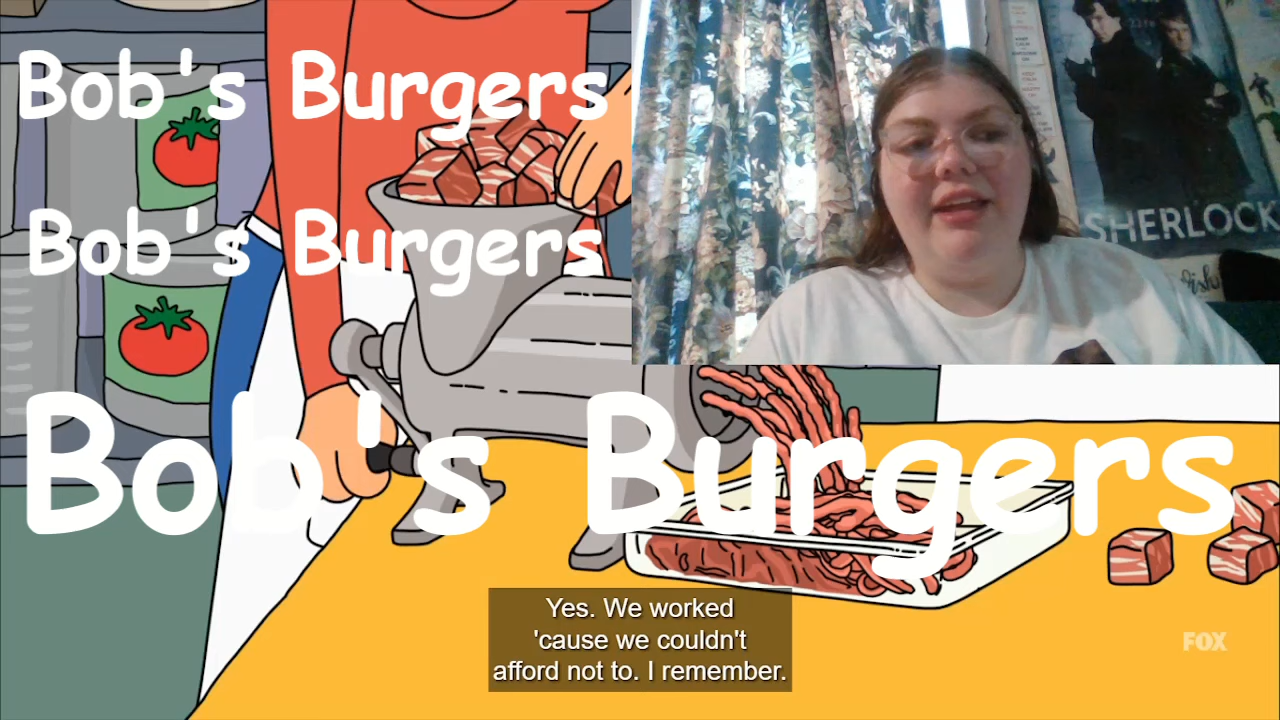 Bob's Burgers
Bob's Burgers
SHERLOCK
Bob's Burgers
Yes. We worked
'cause we couldn't
afford not to. I remember.
FOX